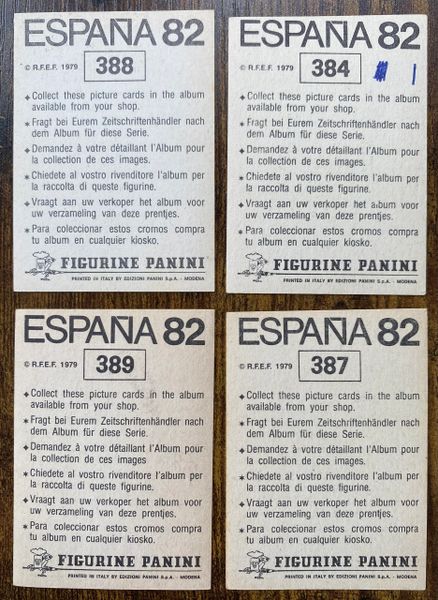 ESPAÑA 82
© R.F.E.F. 1979 388
Collect these picture cards in the album
available from your shop.
Fragt bei Eurem Zeitschriftenhändler nach
dem Album für diese Serie.
Demandez à votre détaillant l'Album pour
la collection de ces images.
Chiedete al vostro rivenditore l'album per
la raccolta di queste figurine.
Vraagt aan uw verkoper het album voor
uw verzameling van deze prentjes.
Para coleccionar estos cromos compra
tu album en cualquier kiosko.
FIGURINE PANINI
PRINTED IN ITALY BY EDIZIONI PANINI S.p.A. - MODENA
ESPAÑA 82
© R.F.E.F. 1979 384
Collect these picture cards in the album
available from your shop.
Fragt bei Eurem Zeitschriftenhändler nach
dem Album für diese Serie.
Demandez à votre détaillant l'Album pour
la collection de ces images.
Chiedete al vostro rivenditore l'album per
la raccolta di queste figurine.
Vraagt aan uw verkoper het album voor
uw verzameling van deze prentjes.
Para coleccionar estos cromos compra
tu album en cualquier kiosko.
FIGURINE PANINI
PRINTED IN ITALY BY EDIZIONI PANINI S.p.A. - MODENA
ESPAÑA 82
© R.F.E.F. 1979 389
Collect these picture cards in the album
available from your shop.
Fragt bei Eurem Zeitschriftenhändler nach
dem Album für diese Serie.
Demandez à votre détaillant l'Album pour
la collection de ces images
Chiedete al vostro rivenditore l'album per
la raccolta di queste figurine.
Vraagt aan uw verkoper het album voor
uw verzameling van deze prentjes.
Para coleccionar estos cromos compra
tu album en cualquier kiosko.
FIGURINE PANINI
PRINTED IN ITALY BY EDIZIONI PANINI S.p.A. - MODENA
ESPAÑA 82
© R.F.E.F. 1979 387
Collect these picture cards in the album
available from your shop.
Fragt bei Eurem Zeitschriftenhändler nach
dem Album für diese Serie.
Demandez à votre détaillant l'Album pour
la collection de ces images.
Chiedete al vostro rivenditore l'album per
la raccolta di queste figurine.
Vraagt aan uw verkoper het album voor
uw verzameling van deze prentjes.
Para coleccionar estos cromos compra
tu album en cualquier kiosko.
FIGURINE PANINI
PRINTED IN ITALY BY EDIZIONI PANINI S.p.A. - MODENA